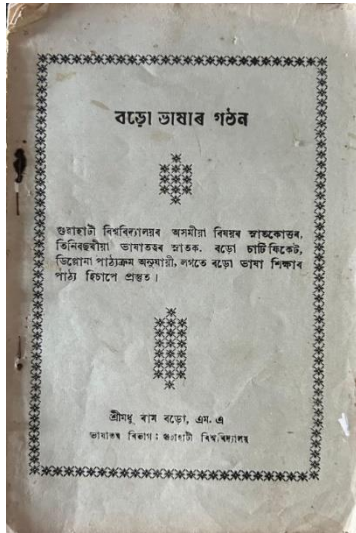 বড়ো ভাষাৰ গঠন
গুৱাহাটী বিশ্ববিদ্যালয়ৰ অসমীয়া বিষয়ৰ স্নাতকোত্তৰ,
তিনিবছৰীয়া ভাষাতত্ত্বৰ স্নাতক. বড়ো চাৰ্টিফিকেট,
ডিপ্লোমা পাঠ্যক্ৰম অনুযায়ী, লগতে বড়ো ভাষা শিক্ষাৰ
পাঠ্য হিচাপে প্ৰস্তুত।
শ্ৰীমধু ৰাম বড়ো, এম. এ
ভাষাতত্ত্ব বিভাগ : গুৱাহাটী বিশ্ববিদ্যালয়